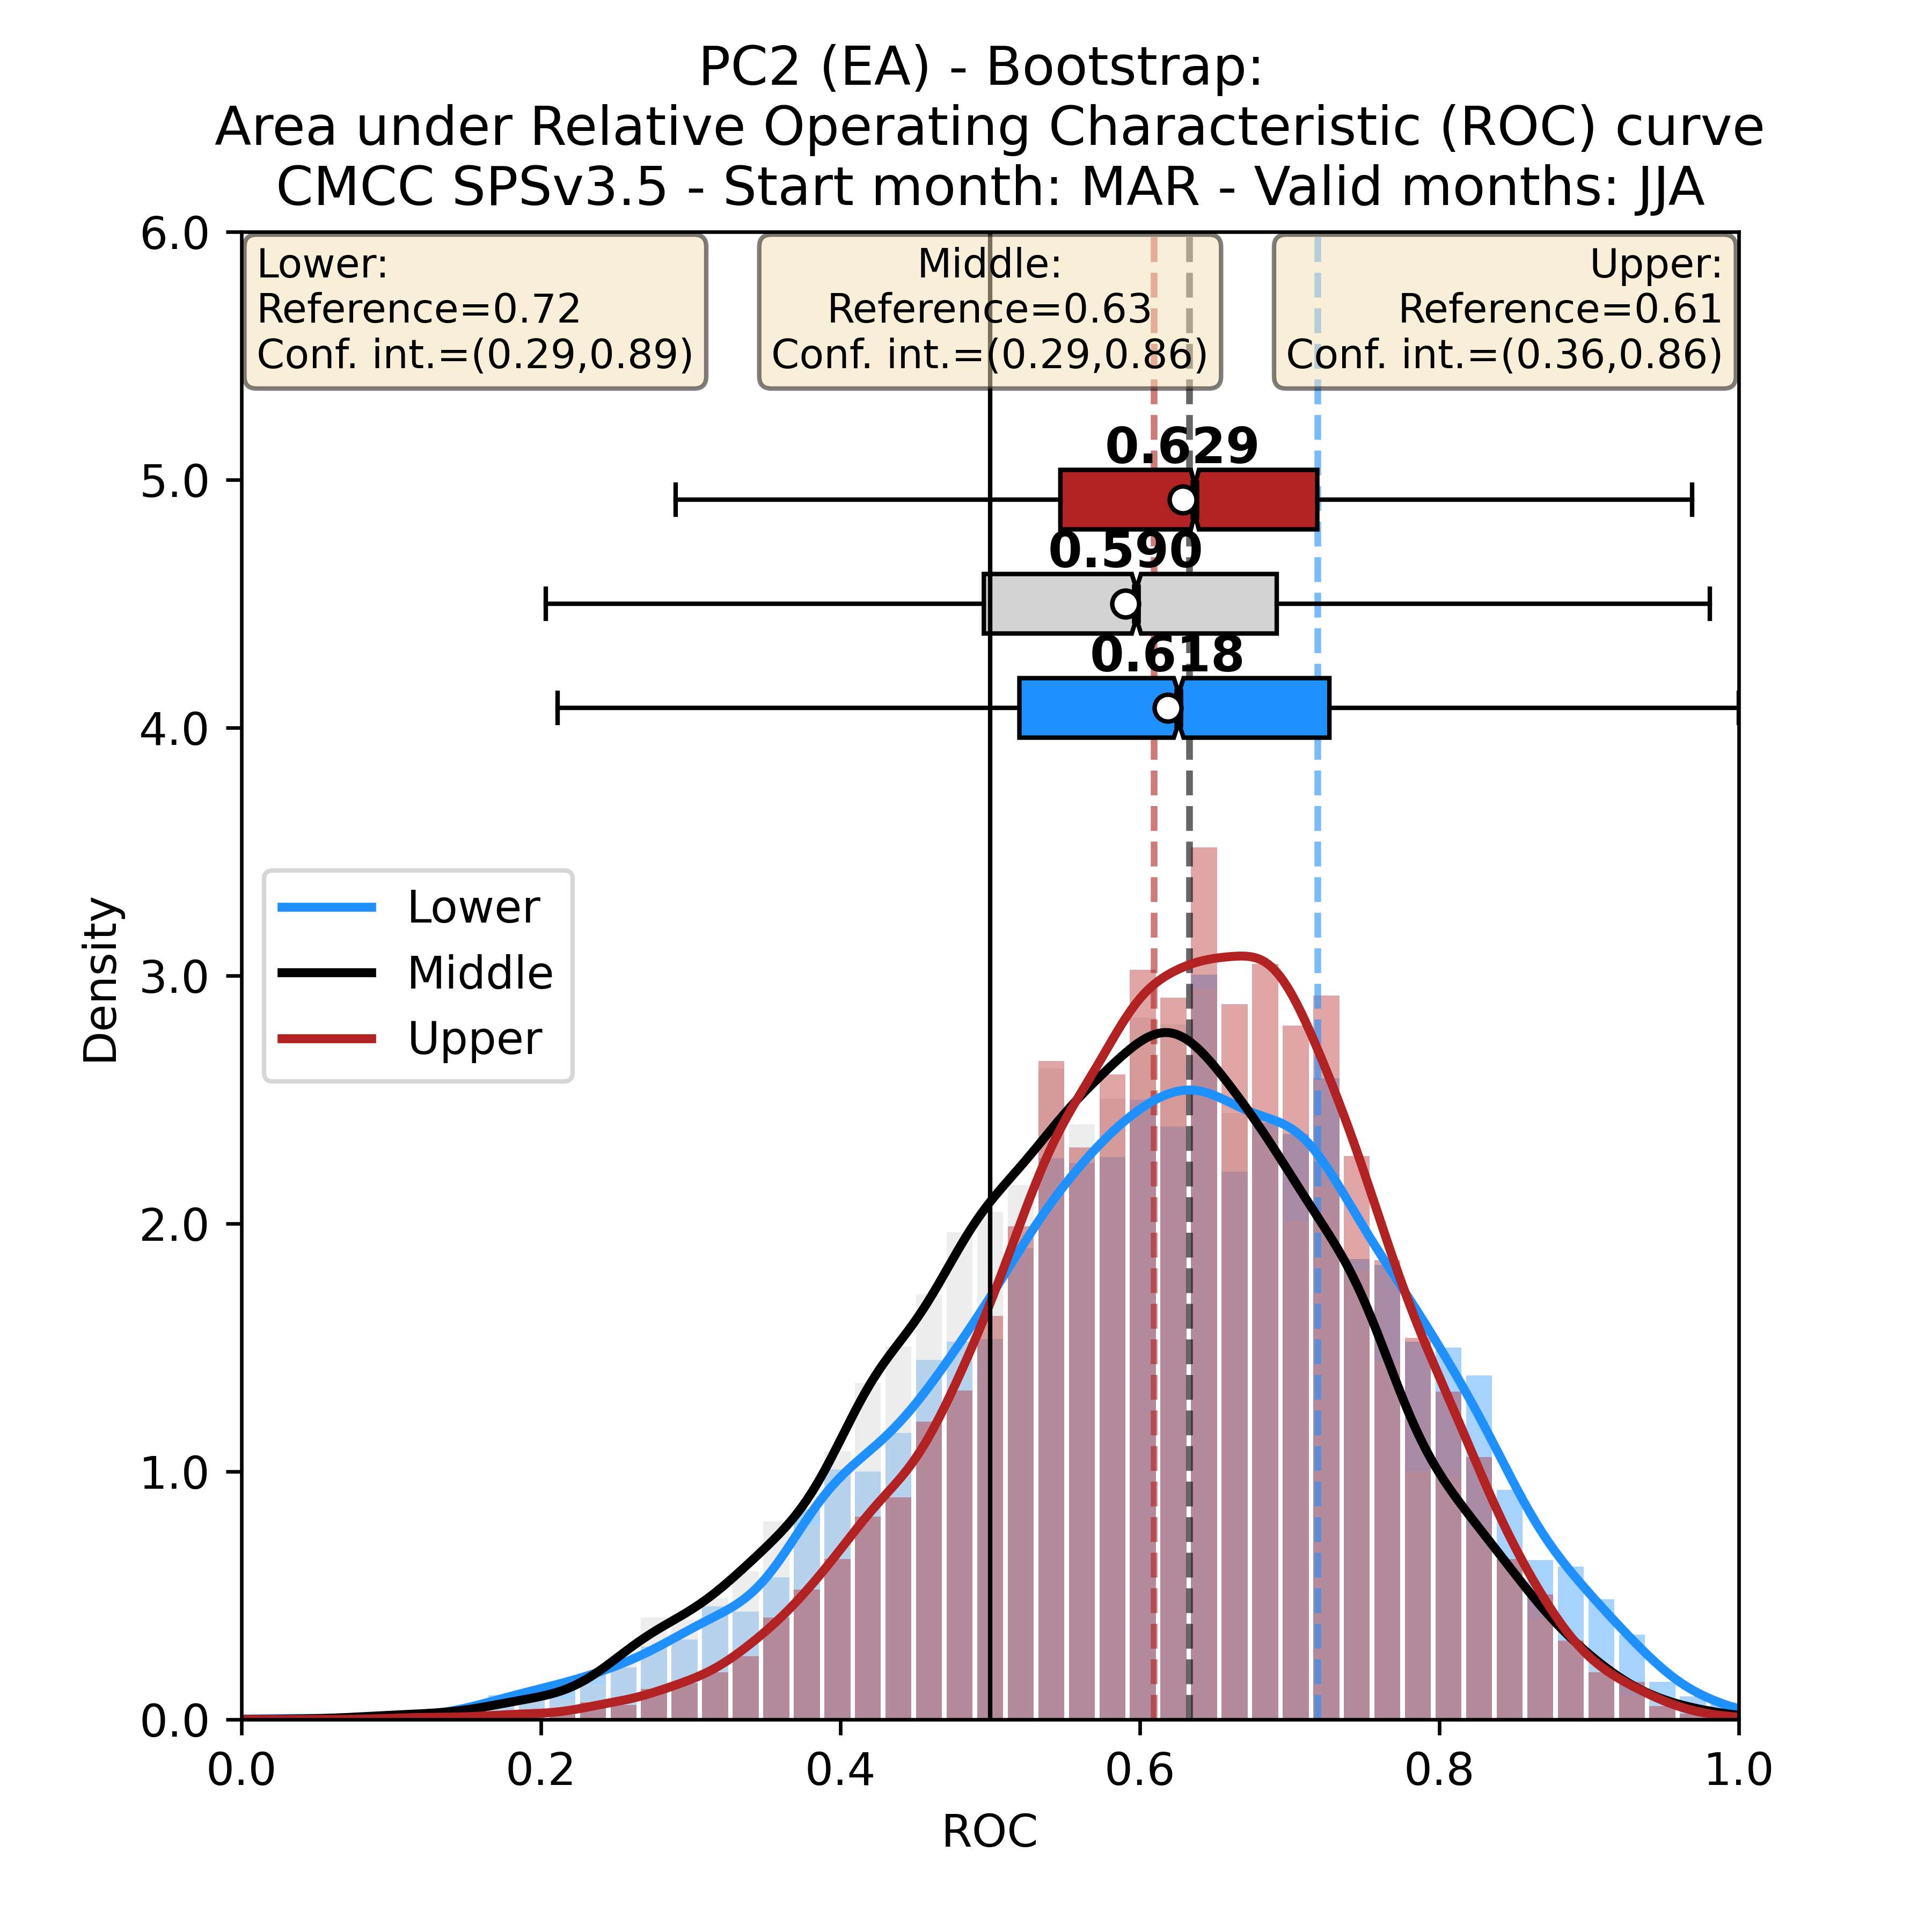 PC2 (EA) - Bootstrap:
Area under Relative Operating Characteristic (ROC) curve
CMCC SPSv3.5 - Start month: MAR - Valid months: JJA
Lower:
Reference=0.72
Conf. int.=(0.29,0.89)
Middle:
Reference=0.63
Conf. int.=(0.29,0.86)
Upper:
Reference=0.61
Conf. int.=(0.36,0.86)
0.629
0.590
0.618
Lower
Middle
Upper
Density
6.0
5.0
4.0
3.0
2.0
1.0
0.0
0.0
0.2
0.4
0.6
0.8
1.0
ROC